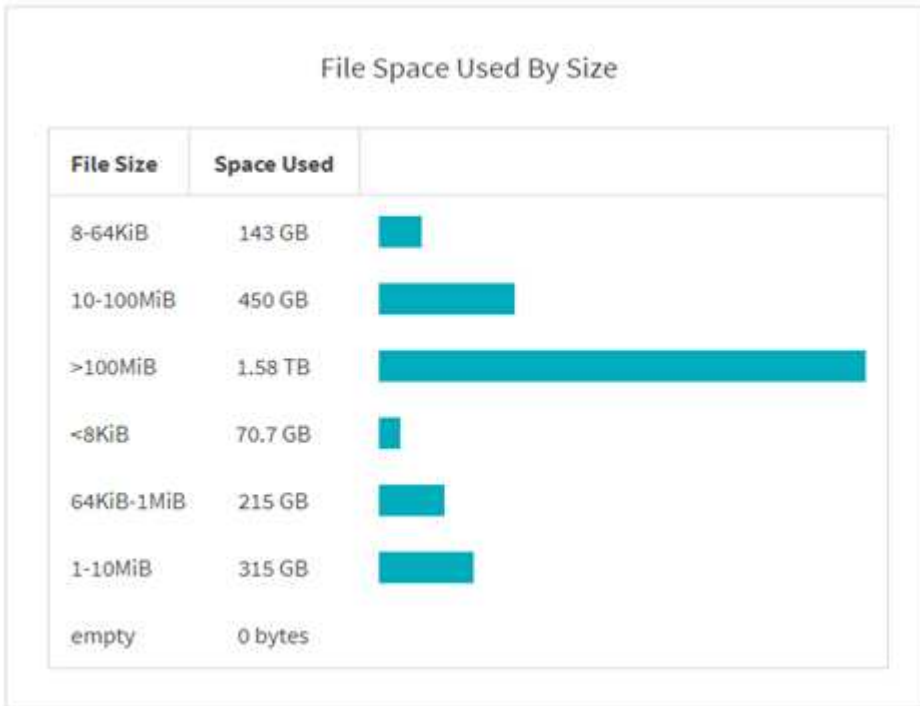 File Space Used By Size
File Size Space Used
8-64KiB 143 GB
10-100MiB 450 GB
>100MiB 1.58 TB
<8KiB 70.7 GB
64KiB-1MiB 215 GB
1-10MiB 315 GB
empty 0 bytes